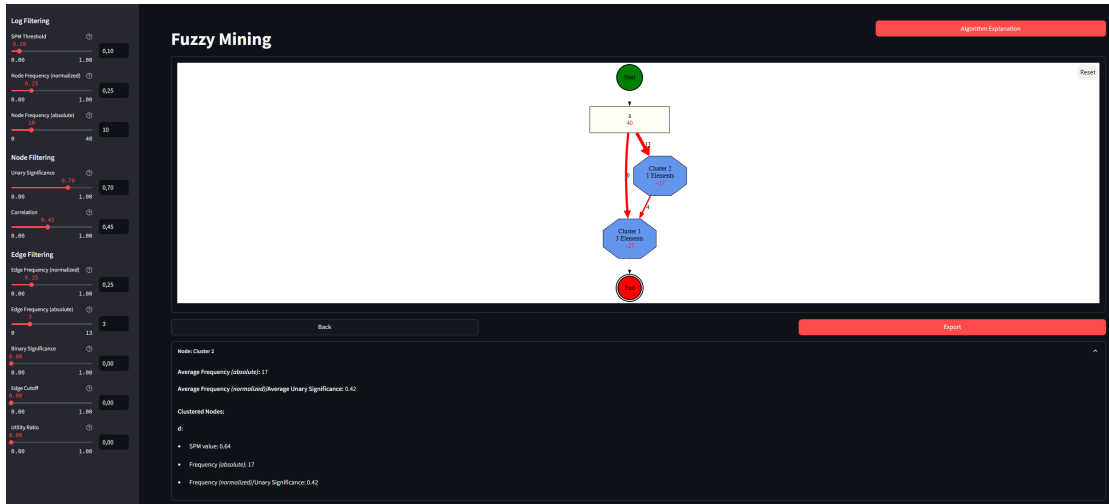 Log Filtering
SPM Threshold
0.10
0,10
0.00 1.00
Node Frequency (normalized)
0.25
0,25
0.00 1.00
Node Frequency (absolute)
10
10
0 40
Node Filtering
Unary Significance
0.70
0,70
0.00 1.00
Correlation
0.45
0,45
0.00 1.00
Edge Filtering
Edge Frequency (normalized)
0.25
0,25
0.00 1.00
Edge Frequency (absolute)
3
3
0 13
Binary Significance
0.00
0,00
0.00 1.00
Edge Cutoff
0.00
0,00
0.00 1.00
Utility Ratio
0.00
0,00
0.00 1.00
Algorithm Explanation
Fuzzy Mining
Reset
Start
a
40
13
Cluster 2
1 Elements
~17
9
4
Cluster 1
3 Elements
~27
End
Back
Export
Node: Cluster 2
Average Frequency (absolute): 17
Average Frequency (normalized)/Average Unary Significance: 0.42
Clustered Nodes:
d:
• SPM value: 0.64
• Frequency (absolute): 17
• Frequency (normalized)/Unary Significance: 0.42